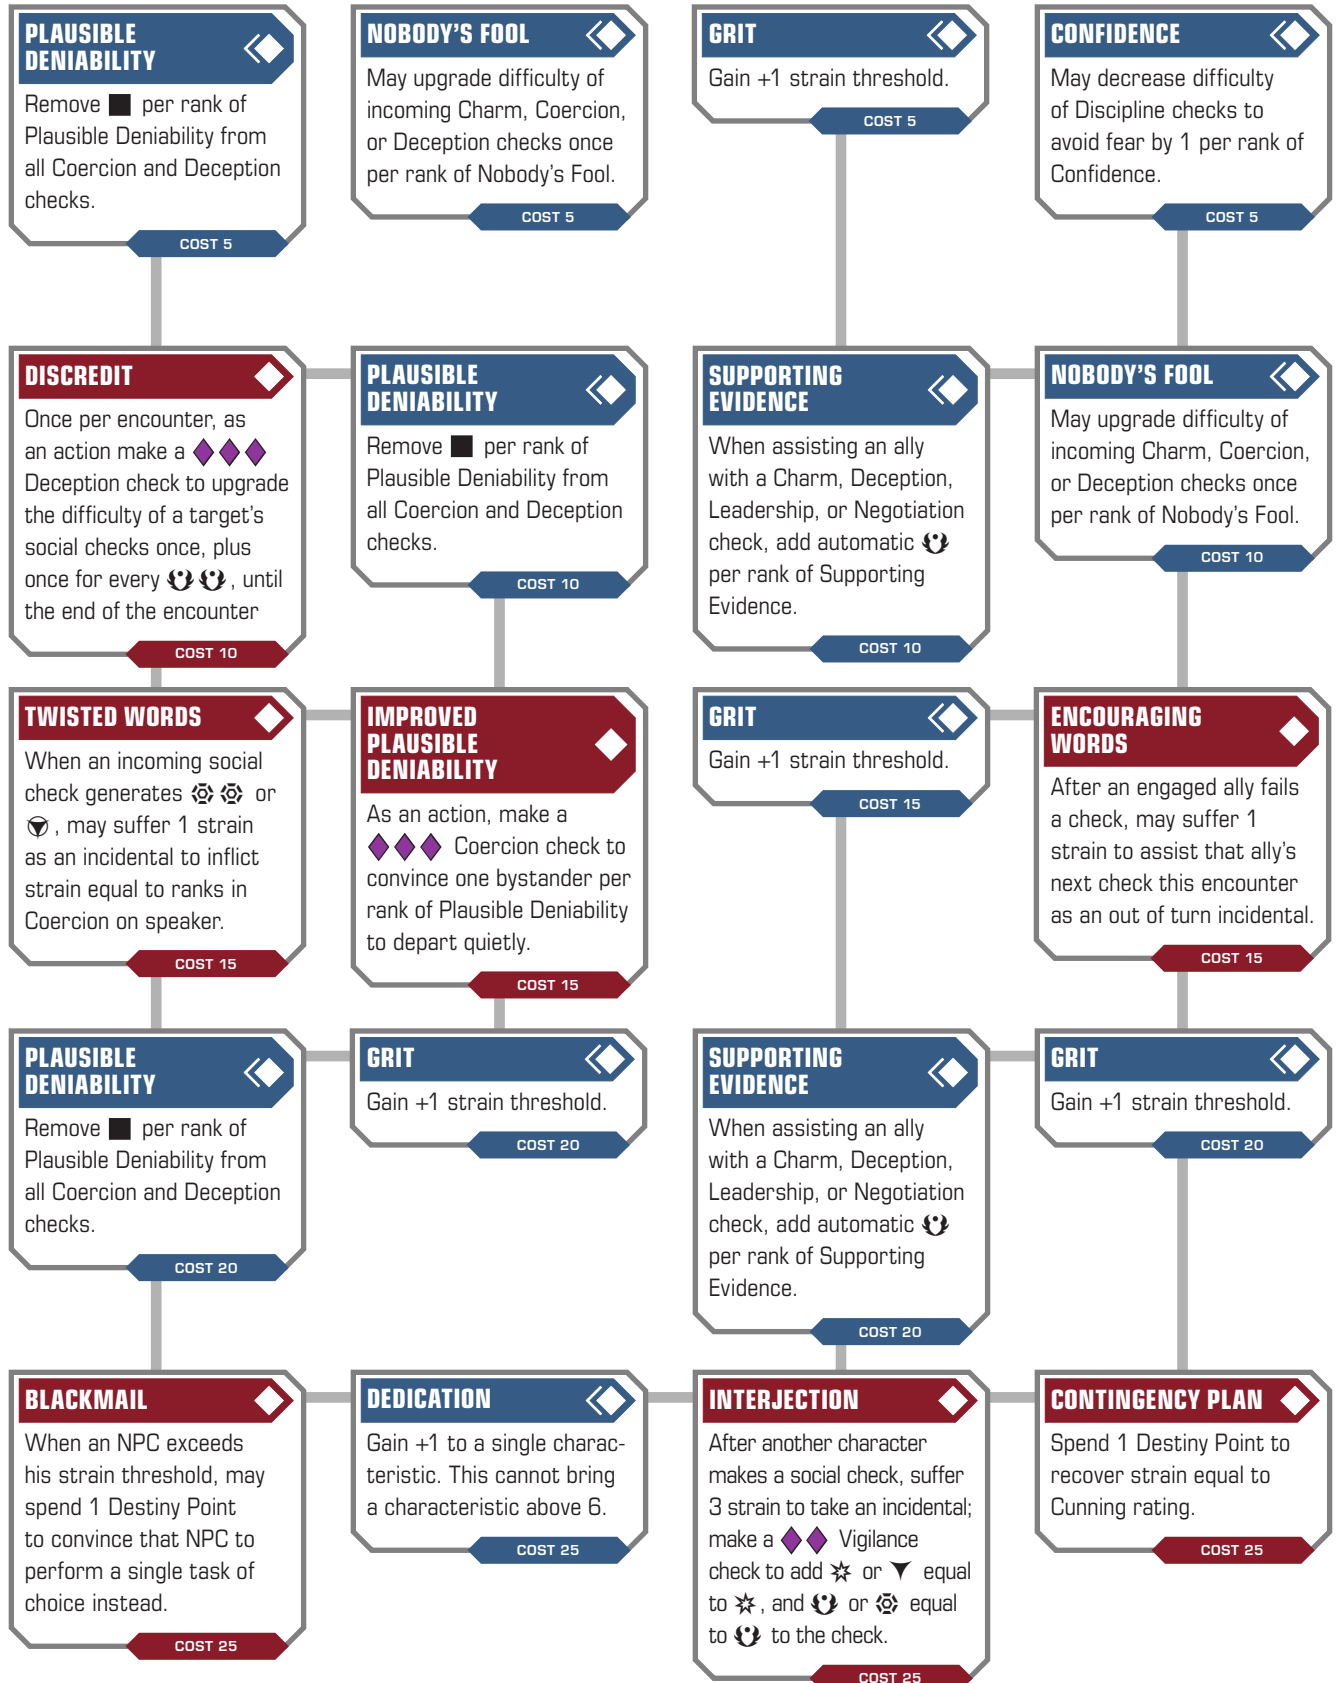 PLAUSIBLE
DENIABILITY
Remove per rank of
Plausible Deniability from
all Coercion and Deception
checks.
COST 5
NOBODY'S FOOL
May upgrade difficulty of
incoming Charm, Coercion,
or Deception checks once
per rank of Nobody's Fool.
COST 5
GRIT
Gain +1 strain threshold.
COST 5
CONFIDENCE
May decrease difficulty
of Discipline checks to
avoid fear by 1 per rank of
Confidence.
COST 5
DISCREDIT
Once per encounter, as
an action make a
Deception check to upgrade
the difficulty of a target's
social checks once, plus
once for every , until
the end of the encounter
COST 10
PLAUSIBLE
DENIABILITY
Remove per rank of
Plausible Deniability from
all Coercion and Deception
checks.
COST 10
SUPPORTING
EVIDENCE
When assisting an ally
with a Charm, Deception,
Leadership, or Negotiation
check, add automatic
per rank of Supporting
Evidence.
COST 10
NOBODY'S FOOL
May upgrade difficulty of
incoming Charm, Coercion,
or Deception checks once
per rank of Nobody's Fool.
COST 10
TWISTED WORDS
When an incoming social
check generates or
, may suffer 1 strain
as an incidental to inflict
strain equal to ranks in
Coercion on speaker.
COST 15
IMPROVED
PLAUSIBLE
DENIABILITY
As an action, make a
Coercion check to
convince one bystander per
rank of Plausible Deniability
to depart quietly.
COST 15
GRIT
Gain +1 strain threshold.
COST 15
ENCOURAGING
WORDS
After an engaged ally fails
a check, may suffer 1
strain to assist that ally's
next check this encounter
as an out of turn incidental.
COST 15
PLAUSIBLE
DENIABILITY
Remove per rank of
Plausible Deniability from
all Coercion and Deception
checks.
COST 20
GRIT
Gain +1 strain threshold.
COST 20
SUPPORTING
EVIDENCE
When assisting an ally
with a Charm, Deception,
Leadership, or Negotiation
check, add automatic
per rank of Supporting
Evidence.
COST 20
GRIT
Gain +1 strain threshold.
COST 20
BLACKMAIL
When an NPC exceeds
his strain threshold, may
spend 1 Destiny Point
to convince that NPC to
perform a single task of
choice instead.
COST 25
DEDICATION
Gain +1 to a single charac-
teristic. This cannot bring
a characteristic above 6.
COST 25
INTERJECTION
After another character
makes a social check, suffer
3 strain to take an incidental;
make a Vigilance
check to add or equal
to , and or equal
to to the check.
COST 25
CONTINGENCY PLAN
Spend 1 Destiny Point to
recover strain equal to
Cunning rating.
COST 25